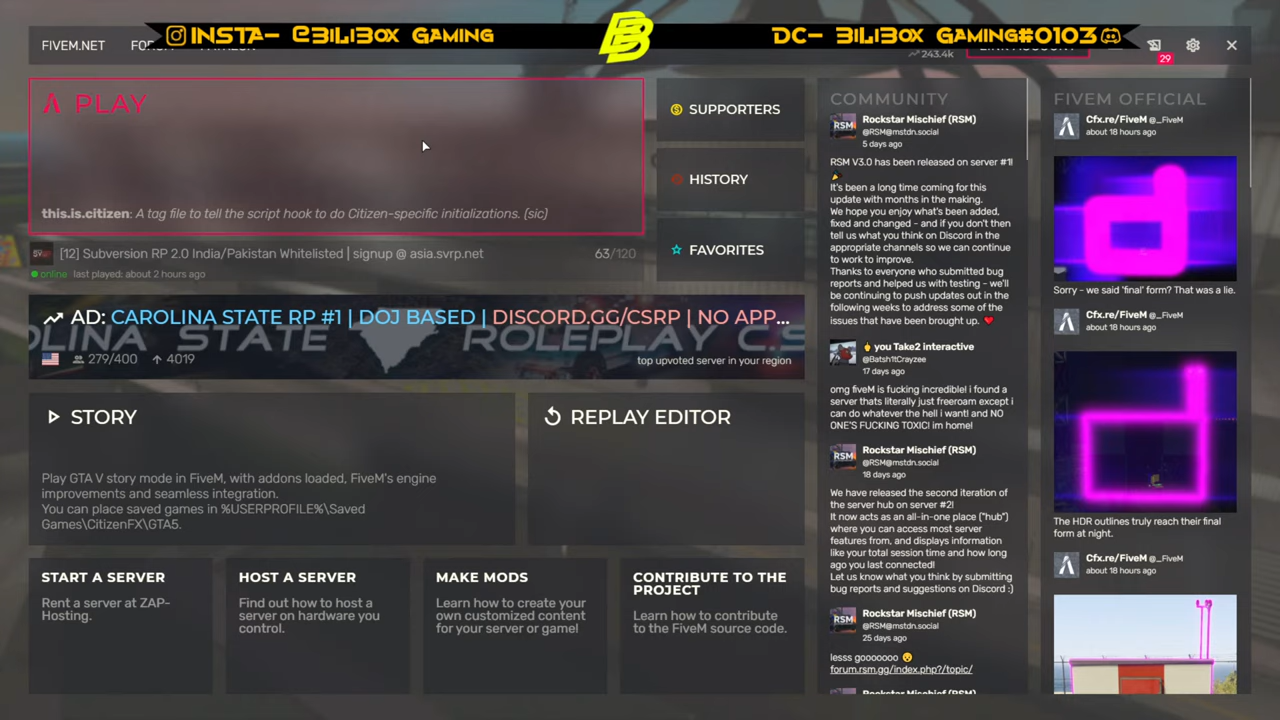 INSTA- @BILIBOX GAMING
DC- BILIBOX GAMING#0103
FIVEM.NET
243.4k
29
PLAY
this.is.citizen: A tag file to tell the script hook to do Citizen-specific initializations. (sic)
[12] Subversion RP 2.0 India/Pakistan Whitelisted | signup @ asia.svrp.net 63/120
online last played: about 2 hours ago
SUPPORTERS
HISTORY
FAVORITES
AD: CAROLINA STATE RP #1 | DOJ BASED | DISCORD.GG/CSRP | NO APP...
279/400 4019
top upvoted server in your region
STORY
Play GTA V story mode in FiveM, with addons loaded, FiveM's engine
improvements and seamless integration.
You can place saved games in %USERPROFILE%\Saved
Games\CitizenFX\GTA5.
REPLAY EDITOR
START A SERVER
Rent a server at ZAP-
Hosting.
HOST A SERVER
Find out how to host a
server on hardware you
control.
MAKE MODS
Learn how to create your
own customized content
for your server or game!
CONTRIBUTE TO THE
PROJECT
Learn how to contribute
to the FiveM source code.
COMMUNITY
Rockstar Mischief (RSM)
@RSM@mstdn.social
5 days ago
RSM V3.0 has been released on server #1!
🎉
It's been a long time coming for this
update with months in the making.
We hope you enjoy what's been added,
fixed and changed - and if you don't then
tell us what you think on Discord in the
appropriate channels so we can continue
to work to improve.
Thanks to everyone who submitted bug
reports and helped us with testing - we'll
be continuing to push updates out in the
following weeks to address some of the
issues that have been brought up. ❤️
🖕 you Take2 interactive
@Batsh1tCrayzee
17 days ago
omg fiveM is fucking incredible! i found a
server thats literally just freeroam except i
can do whatever the hell i want! and NO
ONE'S FUCKING TOXIC! im home!
Rockstar Mischief (RSM)
@RSM@mstdn.social
18 days ago
We have released the second iteration of
the server hub on server #2!
It now acts as an all-in-one place ("hub")
where you can access most server
features from, and displays information
like your total session time and how long
ago you last connected!
Let us know what you think by submitting
bug reports and suggestions on Discord :)
Rockstar Mischief (RSM)
@RSM@mstdn.social
25 days ago
lesss gooooooo 😮
forum.rsm.gg/index.php?/topic/
FIVEM OFFICIAL
Cfx.re/FiveM @_FiveM
about 18 hours ago
Sorry - we said 'final' form? That was a lie.
Cfx.re/FiveM @_FiveM
about 18 hours ago
The HDR outlines truly reach their final
form at night.
Cfx.re/FiveM @_FiveM
about 18 hours ago